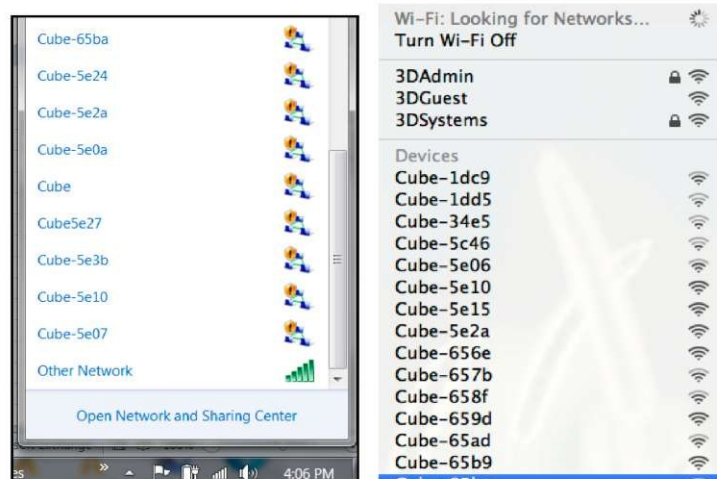 Cube-65ba
Cube-5e24
Cube-5e2a
Cube-5e0a
Cube
Cube5e27
Cube-5e3b
Cube-5e10
Cube-5e07
Other Network
Open Network and Sharing Center
4:06 PM
Wi-Fi: Looking for Networks...
Turn Wi-Fi Off
3DAdmin
3DGuest
3DSystems
Devices
Cube-1dc9
Cube-1dd5
Cube-34e5
Cube-5c46
Cube-5e06
Cube-5e10
Cube-5e15
Cube-5e2a
Cube-656e
Cube-657b
Cube-658f
Cube-659d
Cube-65ad
Cube-65b9